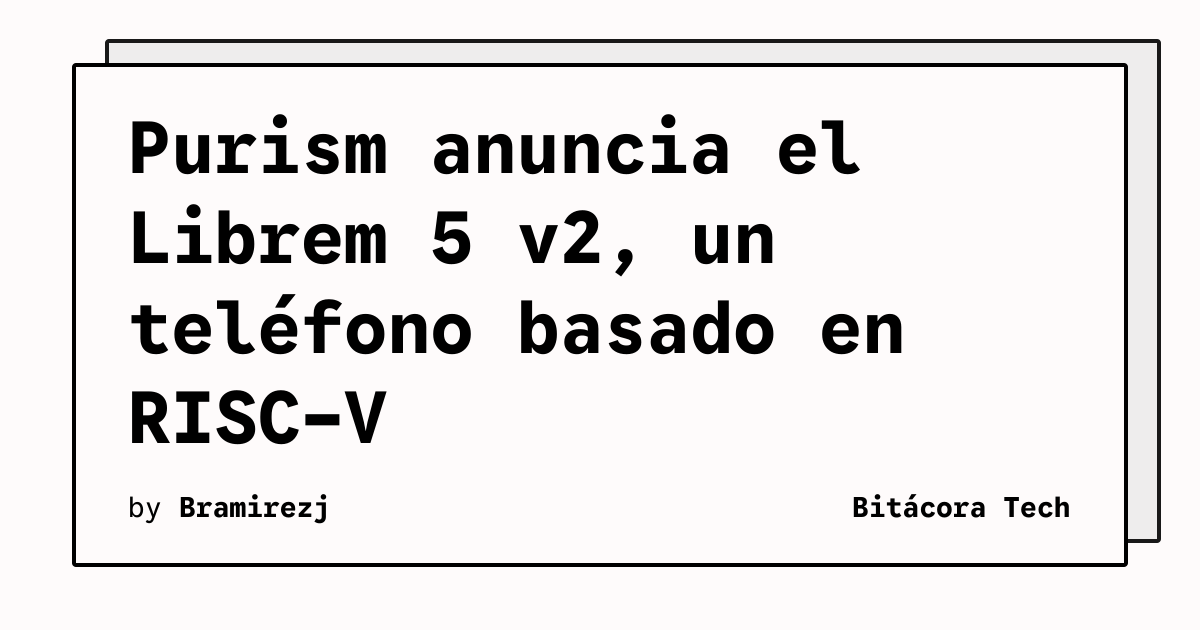 Purism anuncia el
Librem 5 v2, un
teléfono basado en
RISC-V
by Bramirezj
Bitácora Tech